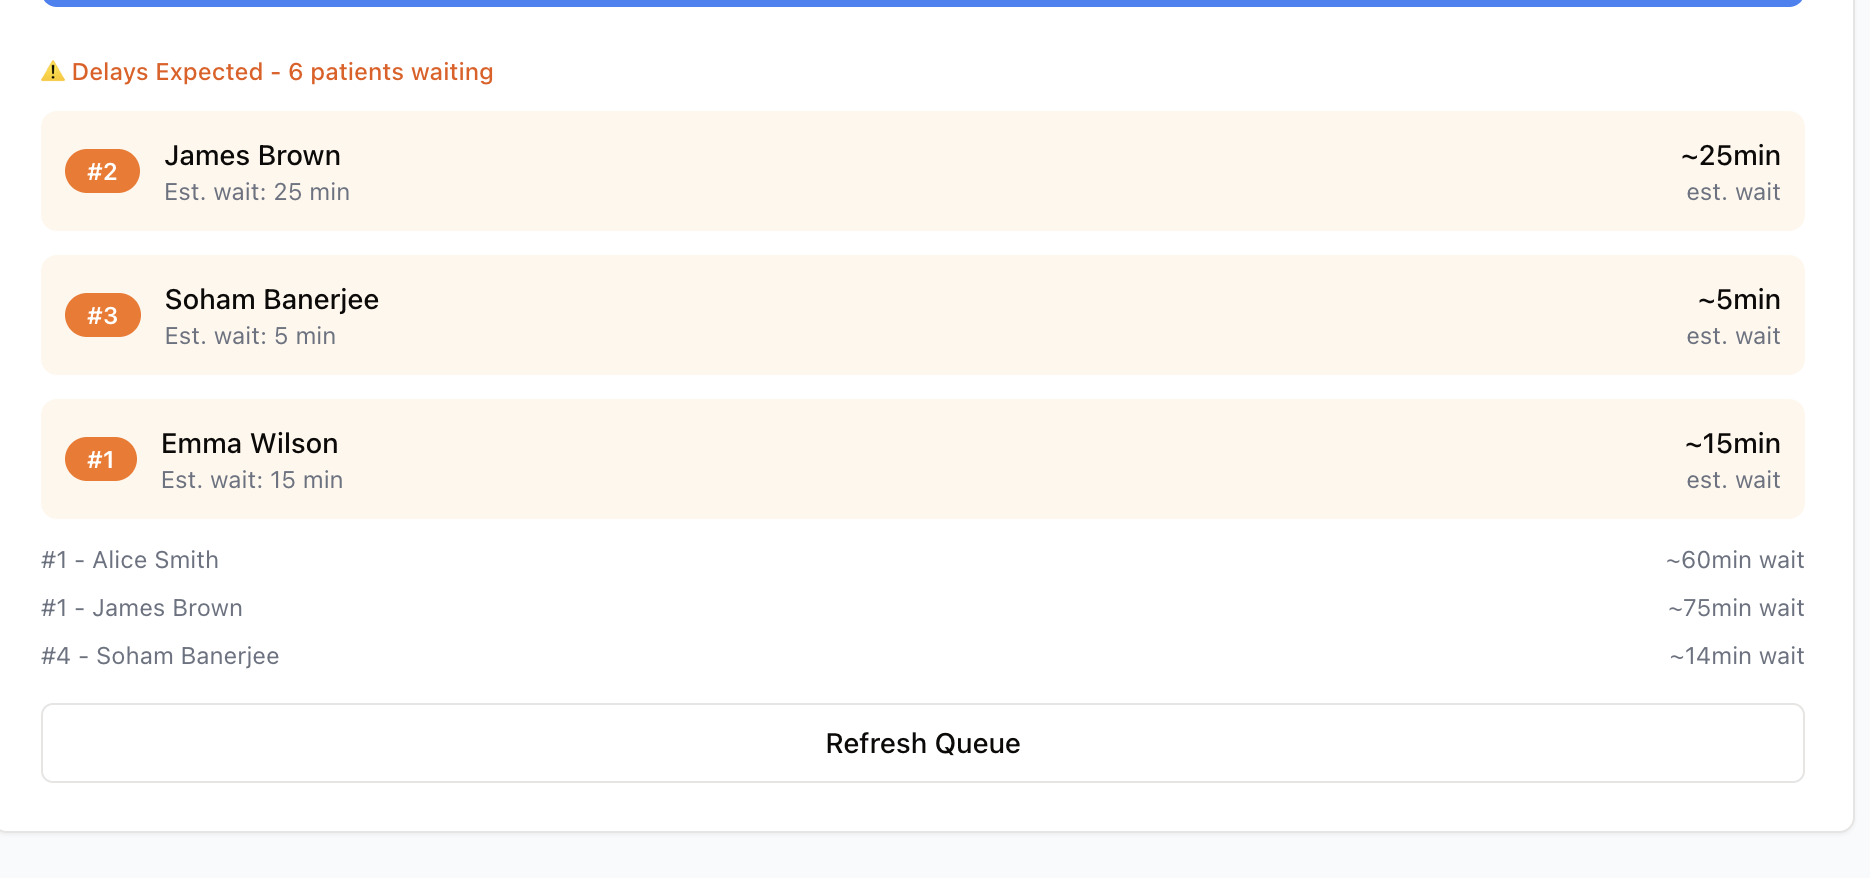 ⚠️ Delays Expected - 6 patients waiting
#2
James Brown
Est. wait: 25 min
~25min
est. wait
#3
Soham Banerjee
Est. wait: 5 min
~5min
est. wait
#1
Emma Wilson
Est. wait: 15 min
~15min
est. wait
#1 - Alice Smith ~60min wait
#1 - James Brown ~75min wait
#4 - Soham Banerjee ~14min wait
Refresh Queue